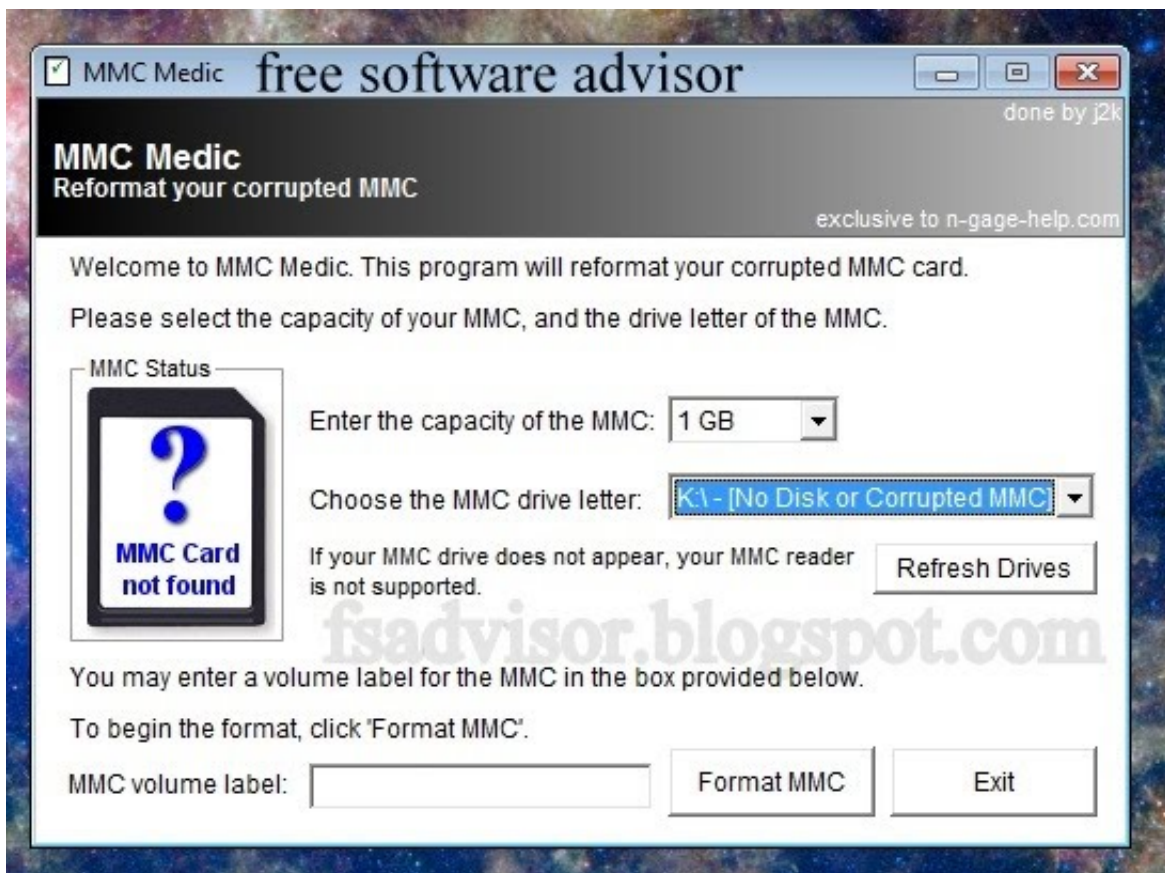 MMC Medic free software advisor
done by j2k
MMC Medic
Reformat your corrupted MMC
exclusive to n-gage-help.com
Welcome to MMC Medic. This program will reformat your corrupted MMC card.
Please select the capacity of your MMC, and the drive letter of the MMC.
MMC Status
?
MMC Card
not found
Enter the capacity of the MMC: 1 GB
Choose the MMC drive letter: K:\ - [No Disk or Corrupted MMC]
If your MMC drive does not appear, your MMC reader
is not supported.
Refresh Drives
fsadvisor.blogspot.com
You may enter a volume label for the MMC in the box provided below.
To begin the format, click 'Format MMC'.
MMC volume label:
Format MMC
Exit